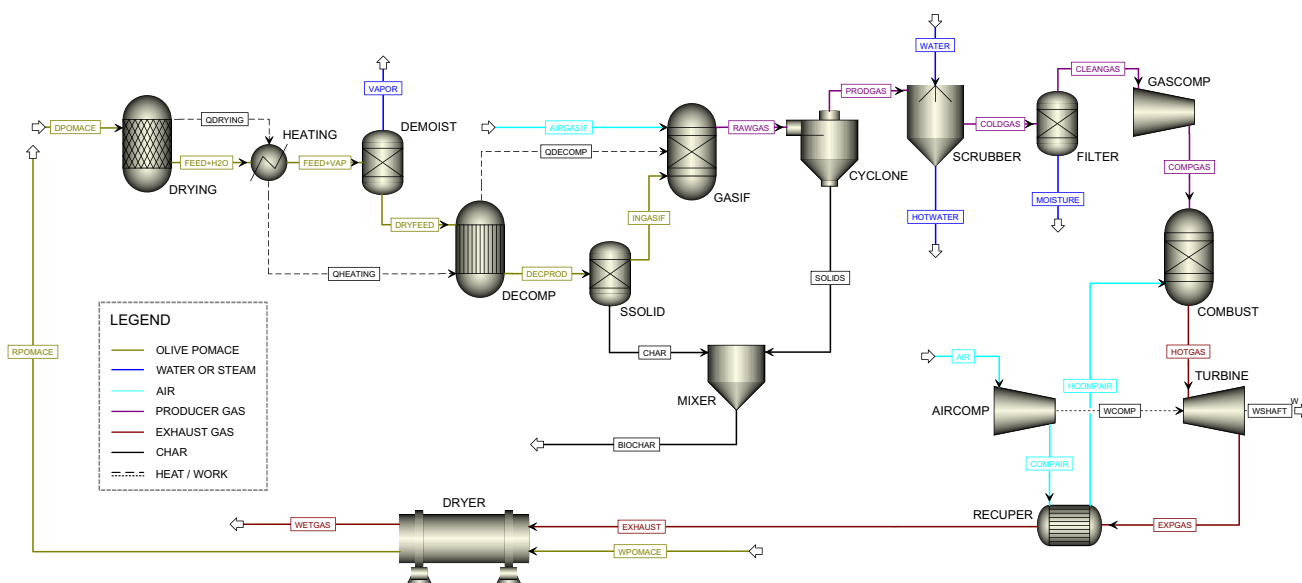 WATER
CLEANGAS
GASCOMP
VAPOR
PRODGAS
DPOMACE
QDRYING
HEATING
DEMOIST
AIRGASIF
RAWGAS
COLDGAS
FILTER
QDECOMP
SCRUBBER
FEED+H2O
FEED+VAP
COMPGAS
DRYING
CYCLONE
GASIF
MOISTURE
INGASIF
HOTWATER
DRYFEED
QHEATING
DECPROD
SOLIDS
DECOMP
SSOLID
COMBUST
LEGEND
OLIVE POMACE
WATER OR STEAM
AIR
PRODUCER GAS
EXHAUST GAS
CHAR
HEAT / WORK
RPOMACE
CHAR
HOTGAS
AIR
TURBINE
HCOMPAIR
MIXER
AIRCOMP
WCOMP
W
WSHAFT
BIOCHAR
COMPAIR
DRYER
RECUPER
WETGAS
EXHAUST
EXPGAS
WPOMACE